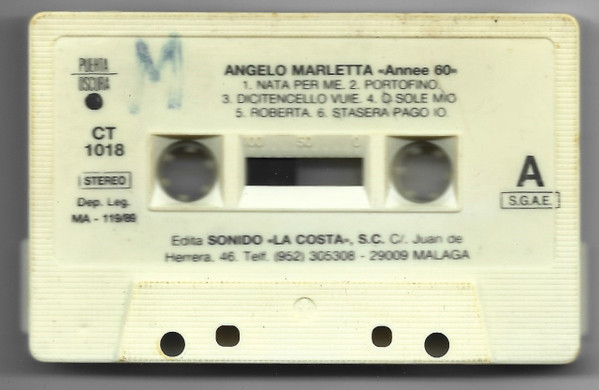 M
PUERTA
OSCURA
CT
1018
STEREO
Dep. Leg.
MA - 119/89
ANGELO MARLETTA «Annee 60»
1. NATA PER ME. 2. PORTOFINO.
3. DICITENCELLO VUIE. 4. O SOLE MIO
5. ROBERTA. 6. STASERA PAGO IO.
100 50 0
A
S.G.A.E.
Edita SONIDO «LA COSTA», S.C. C/. Juan de
Herrera, 46. Telf. (952) 305308 - 29009 MALAGA